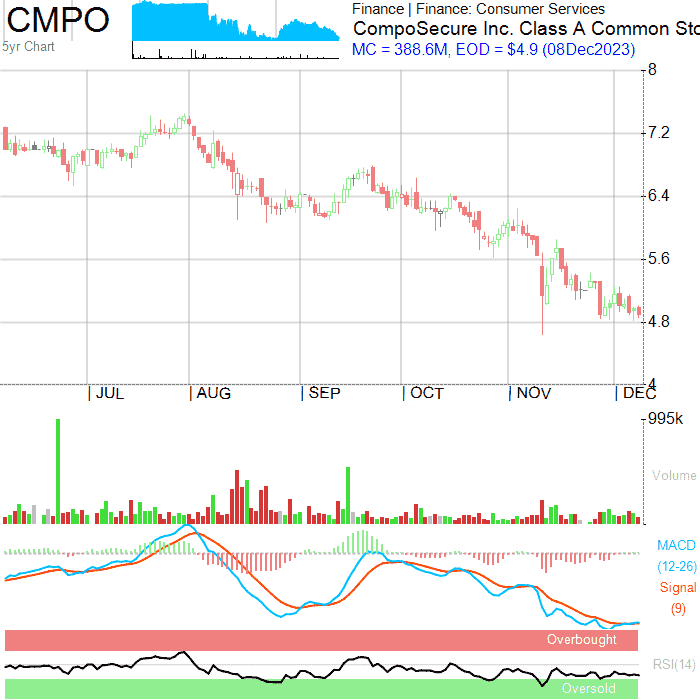 CMPO
5yr Chart
Finance | Finance: Consumer Services
CompoSecure Inc. Class A Common Sto
MC = 388.6M, EOD = $4.9 (08Dec2023)
8
7.2
6.4
5.6
4.8
4
JUL
AUG
SEP
OCT
NOV
DEC
995k
Volume
MACD
(12-26)
Signal
(9)
Overbought
RSI(14)
Oversold